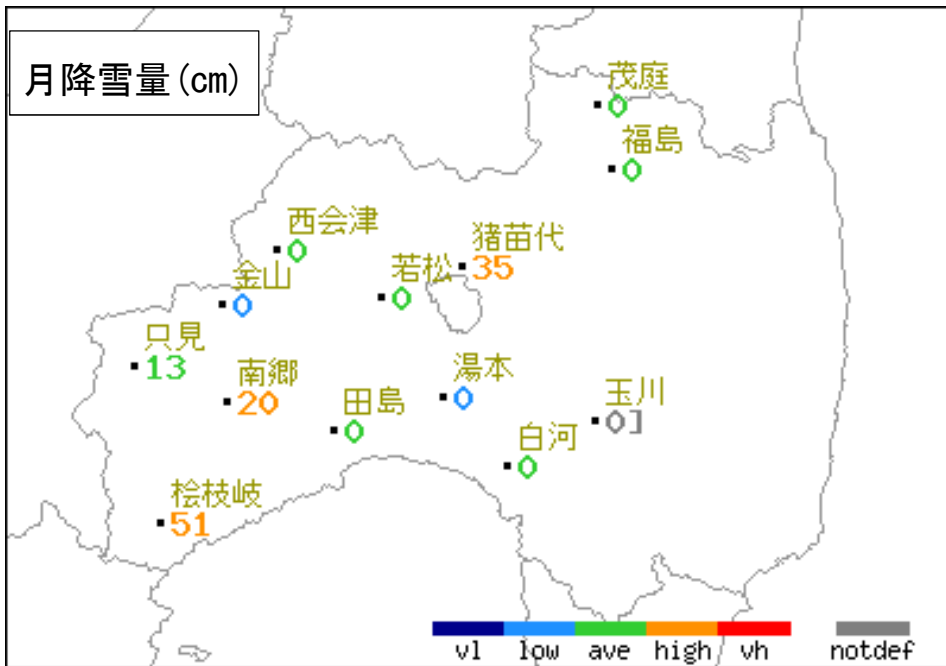 月降雪量(cm)
茂庭
0
福島
0
西会津
0
猪苗代
35
金山
0
若松
0
只見
13
南郷
20
湯本
0
田島
0
玉川
0]
白河
0
桧枝岐
51
vl low ave high vh notdef